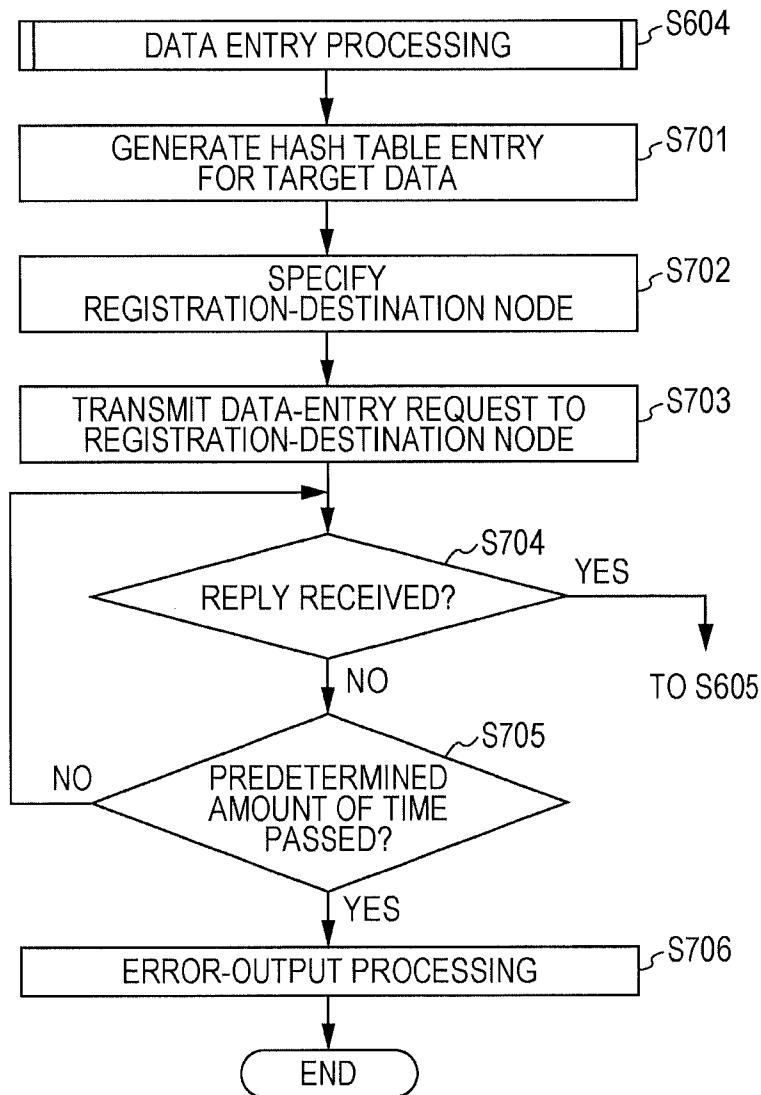 DATA ENTRY PROCESSING
S604
GENERATE HASH TABLE ENTRY
FOR TARGET DATA
S701
SPECIFY
REGISTRATION-DESTINATION NODE
S702
TRANSMIT DATA-ENTRY REQUEST TO
REGISTRATION-DESTINATION NODE
S703
S704
REPLY RECEIVED?
YES
TO S605
NO
S705
PREDETERMINED
AMOUNT OF TIME
PASSED?
NO
YES
ERROR-OUTPUT PROCESSING
S706
END